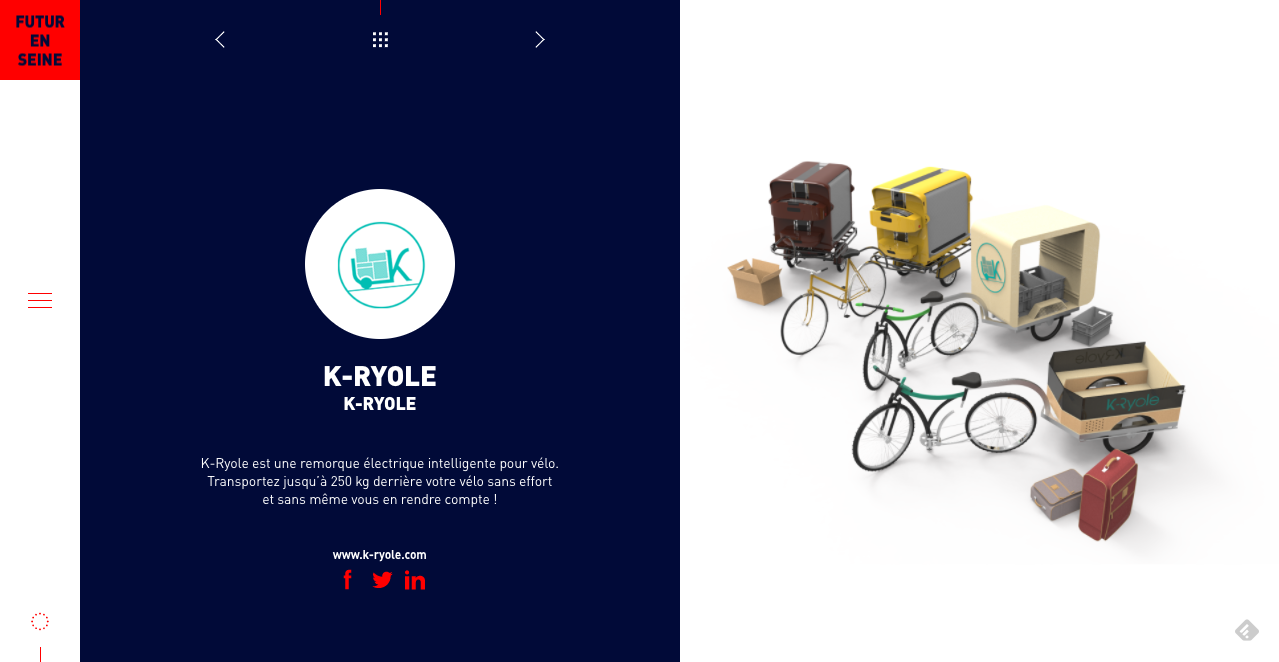 FUTUR
EN
SEINE
K
K-RYOLE
K-RYOLE
K-Ryole est une remorque électrique intelligente pour vélo.
Transportez jusqu'à 250 kg derrière votre vélo sans effort
et sans même vous en rendre compte !
www.k-ryole.com
K-Ryole
K-Ryole